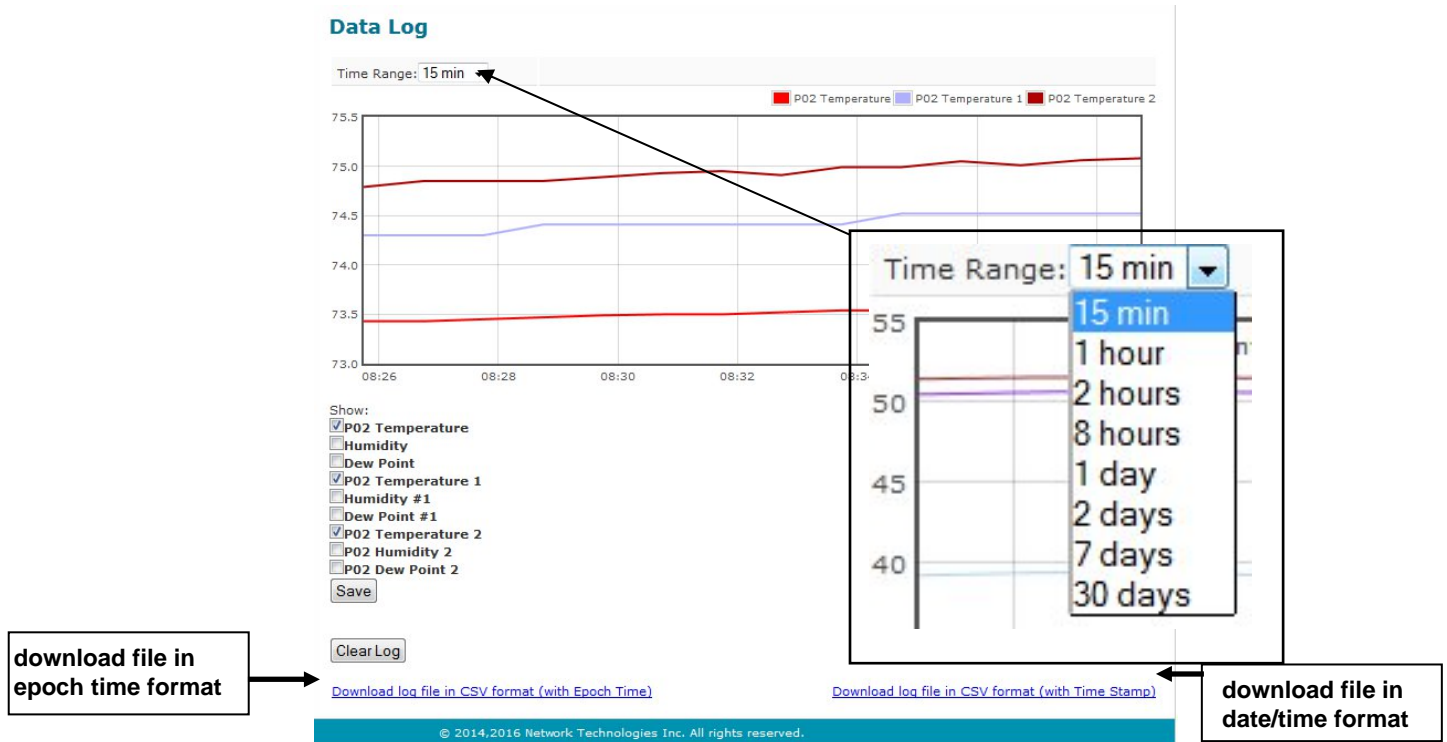 Data Log
Time Range: 15 min
P02 Temperature P02 Temperature 1 P02 Temperature 2
75.5
75.0
74.5
74.0
73.5
73.0
08:26 08:28 08:30 08:32
Time Range: 15 min
15 min
1 hour
2 hours
8 hours
1 day
2 days
7 days
30 days
55
50
45
40
Show:
P02 Temperature
Humidity
Dew Point
P02 Temperature 1
Humidity #1
Dew Point #1
P02 Temperature 2
P02 Humidity 2
P02 Dew Point 2
Save
Clear Log
download file in
epoch time format
Download log file in CSV format (with Epoch Time)
Download log file in CSV format (with Time Stamp)
download file in
date/time format
© 2014,2016 Network Technologies Inc. All rights reserved.